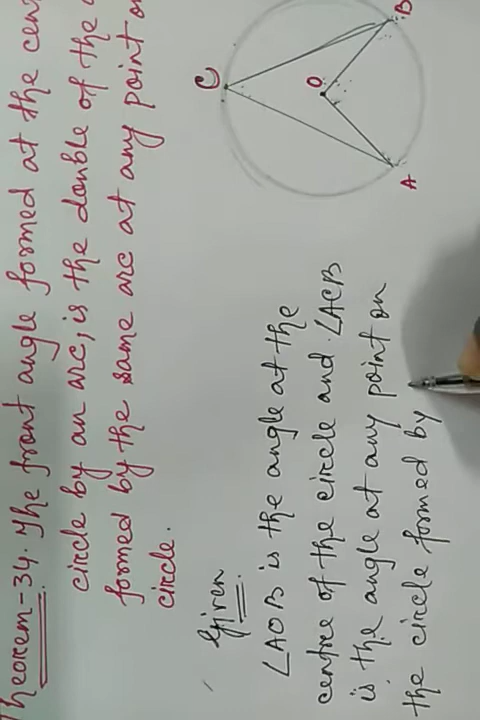 Theorem-34. The front angle formed at the cen
circle by an arc, is the double of the
formed by the same arc at any point on
circle.
Given
∠AOB is the angle at the
centre of the circle and ∠ACB
is the angle at any point on
the circle formed by
C
O
A
B